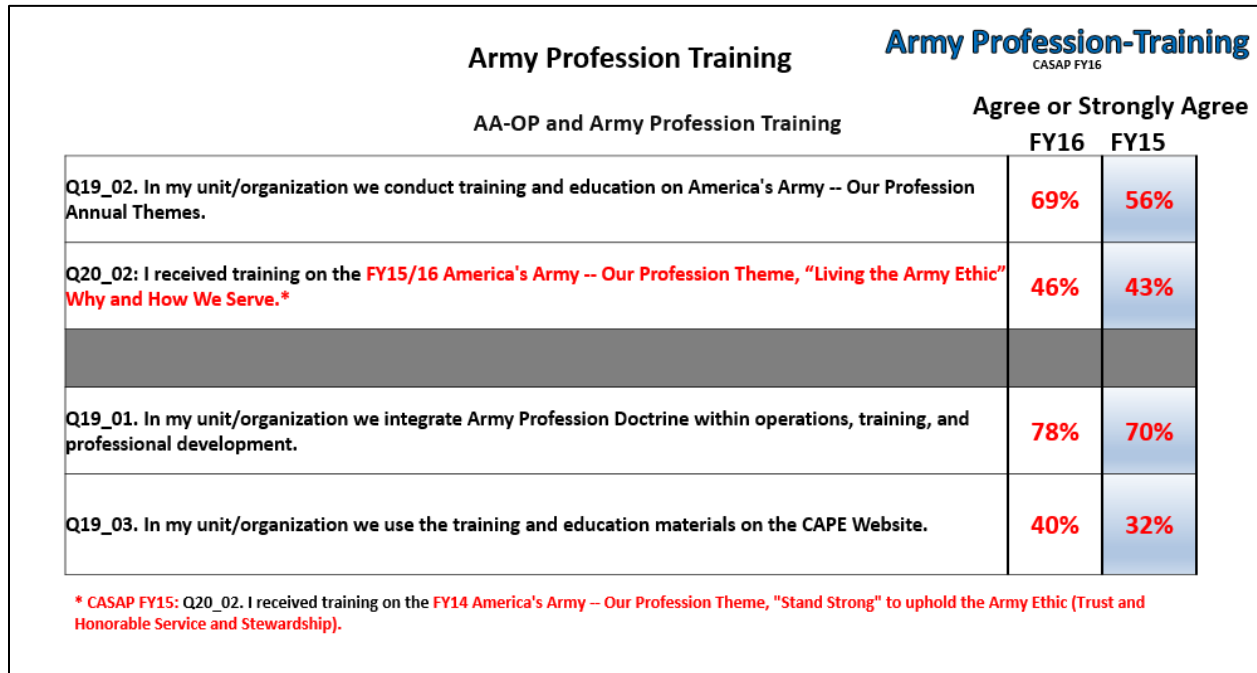 Army Profession Training
Army Profession-Training
CASAP FY16
AA-OP and Army Profession Training
Agree or Strongly Agree
FY16 FY15
Q19_02. In my unit/organization we conduct training and education on America's Army -- Our Profession
Annual Themes.
69% 56%
Q20_02: I received training on the FY15/16 America's Army -- Our Profession Theme, “Living the Army Ethic”
Why and How We Serve.*
46% 43%
Q19_01. In my unit/organization we integrate Army Profession Doctrine within operations, training, and
professional development.
78% 70%
Q19_03. In my unit/organization we use the training and education materials on the CAPE Website.
40% 32%
* CASAP FY15: Q20_02. I received training on the FY14 America's Army -- Our Profession Theme, "Stand Strong" to uphold the Army Ethic (Trust and
Honorable Service and Stewardship).